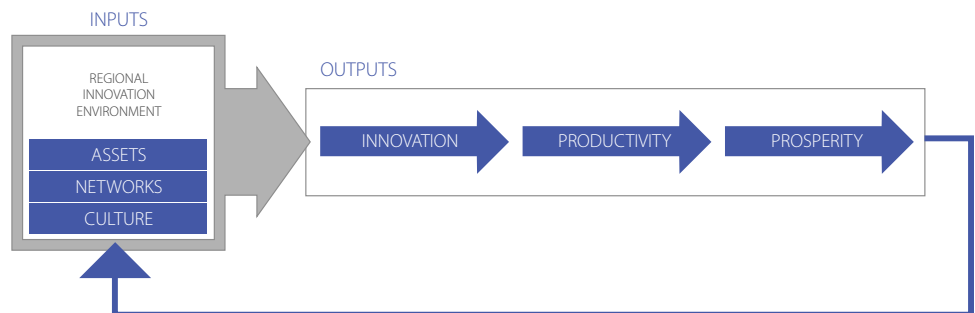 INPUTS
REGIONAL
INNOVATION
ENVIRONMENT
ASSETS
NETWORKS
CULTURE
OUTPUTS
INNOVATION
PRODUCTIVITY
PROSPERITY